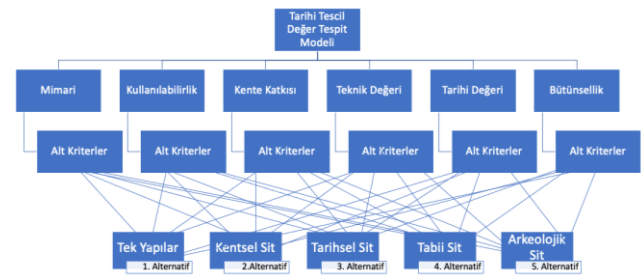 Tarihi Tescil
Değer Tespit
Modeli
Mimari
Kullanılabilirlik
Kente Katkısı
Teknik Değeri
Tarihi Değeri
Bütünsellik
Alt Kriterler
Alt Kriterler
Alt Kriterler
Alt Kriterler
Alt Kriterler
Alt Kriterler
Tek Yapılar
1. Alternatif
Kentsel Sit
2.Alternatif
Tarihsel Sit
3. Alternatif
Tabii Sit
4. Alternatif
Arkeolojik
Sit
5. Alternatif